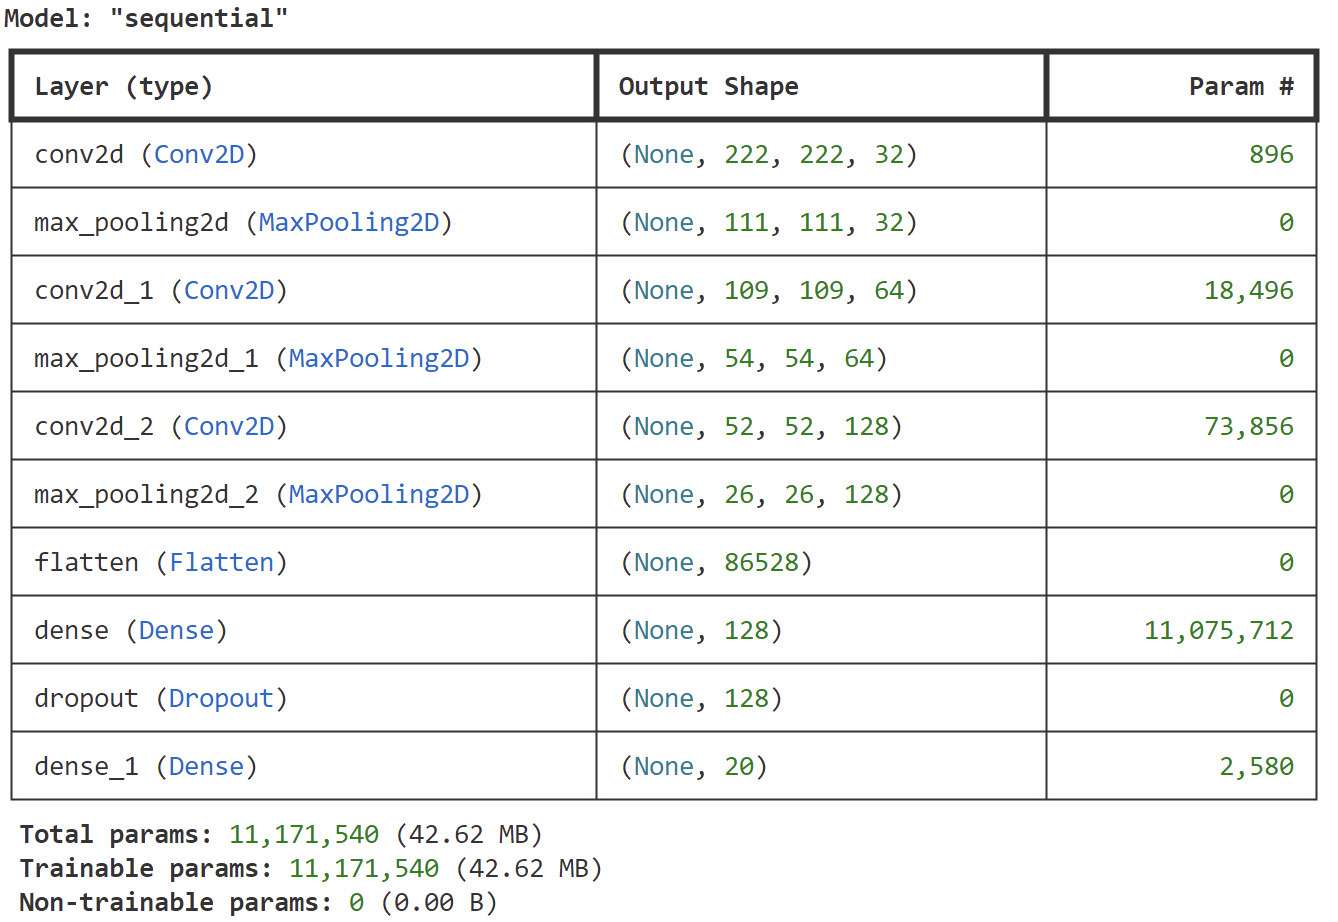 Model: "sequential"
Layer (type) Output Shape Param #
conv2d (Conv2D) (None, 222, 222, 32) 896
max_pooling2d (MaxPooling2D) (None, 111, 111, 32) 0
conv2d_1 (Conv2D) (None, 109, 109, 64) 18,496
max_pooling2d_1 (MaxPooling2D) (None, 54, 54, 64) 0
conv2d_2 (Conv2D) (None, 52, 52, 128) 73,856
max_pooling2d_2 (MaxPooling2D) (None, 26, 26, 128) 0
flatten (Flatten) (None, 86528) 0
dense (Dense) (None, 128) 11,075,712
dropout (Dropout) (None, 128) 0
dense_1 (Dense) (None, 20) 2,580
Total params: 11,171,540 (42.62 MB)
Trainable params: 11,171,540 (42.62 MB)
Non-trainable params: 0 (0.00 B)